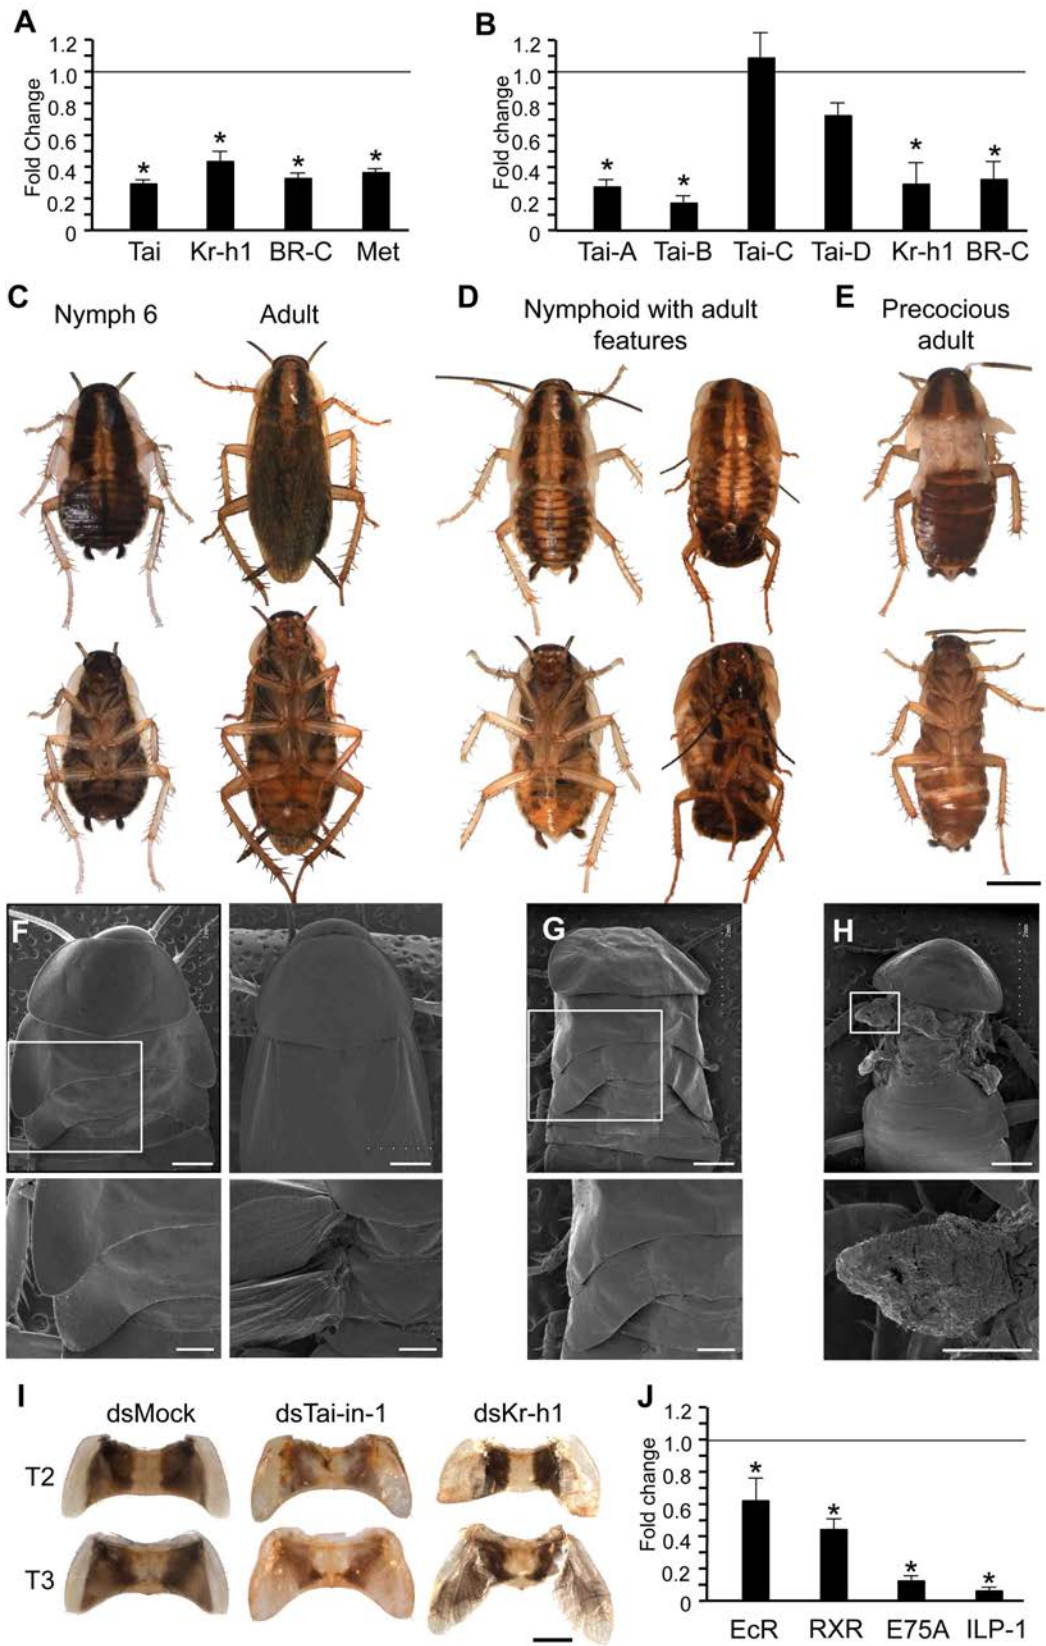 A
Fold Change
1.2
1.0
0.8
0.6
0.4
0.2
0
*
*
*
*
Tai Kr-h1 BR-C Met
B
Fold Change
1.2
1.0
0.8
0.6
0.4
0.2
0
*
*
*
*
Tai-A Tai-B Tai-C Tai-D Kr-h1 BR-C
C
Nymph 6
Adult
D
Nymphoid with adult
features
E
Precocious
adult
F
G
H
I
dsMock dsTai-in-1 dsKr-h1
T2
T3
J
Fold change
1.2
1.0
0.8
0.6
0.4
0.2
0
*
*
*
*
EcR RXR E75A ILP-1